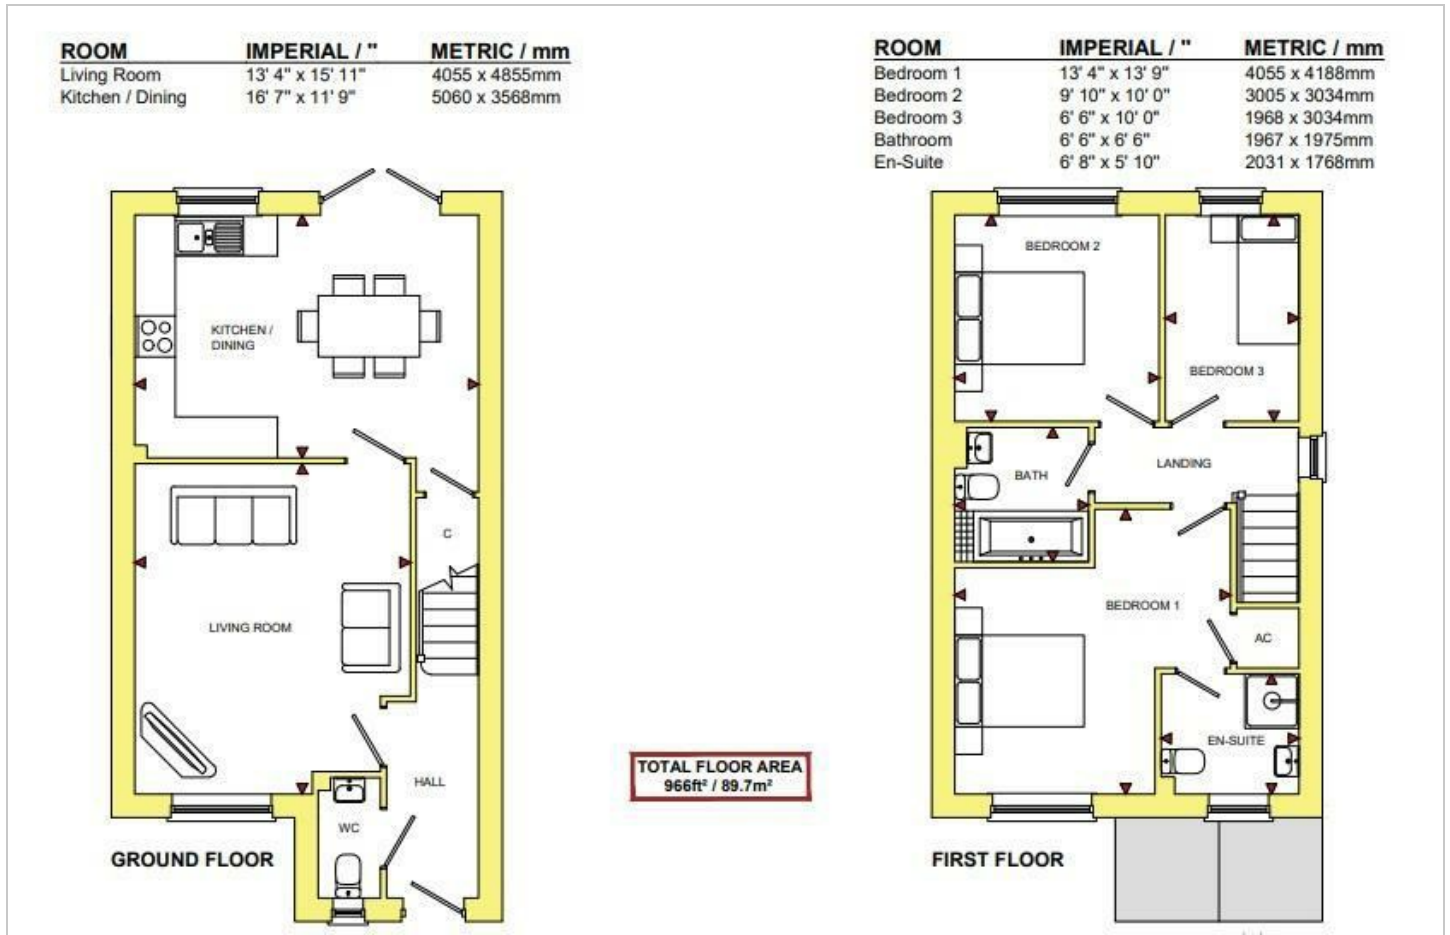 ROOM IMPERIAL / " METRIC / mm
Living Room 13' 4" x 15' 11" 4055 x 4855mm
Kitchen / Dining 16' 7" x 11' 9" 5060 x 3568mm
ROOM IMPERIAL / " METRIC / mm
Bedroom 1 13' 4" x 13' 9" 4055 x 4188mm
Bedroom 2 9' 10" x 10' 0" 3005 x 3034mm
Bedroom 3 6' 6" x 10' 0" 1968 x 3034mm
Bathroom 6' 6" x 6' 6" 1967 x 1975mm
En-Suite 6' 8" x 5' 10" 2031 x 1768mm
KITCHEN /
DINING
C
LIVING ROOM
HALL
WC
GROUND FLOOR
TOTAL FLOOR AREA
966ft² / 89.7m²
BEDROOM 2
BEDROOM 3
LANDING
BATH
BEDROOM 1
AC
EN-SUITE
FIRST FLOOR